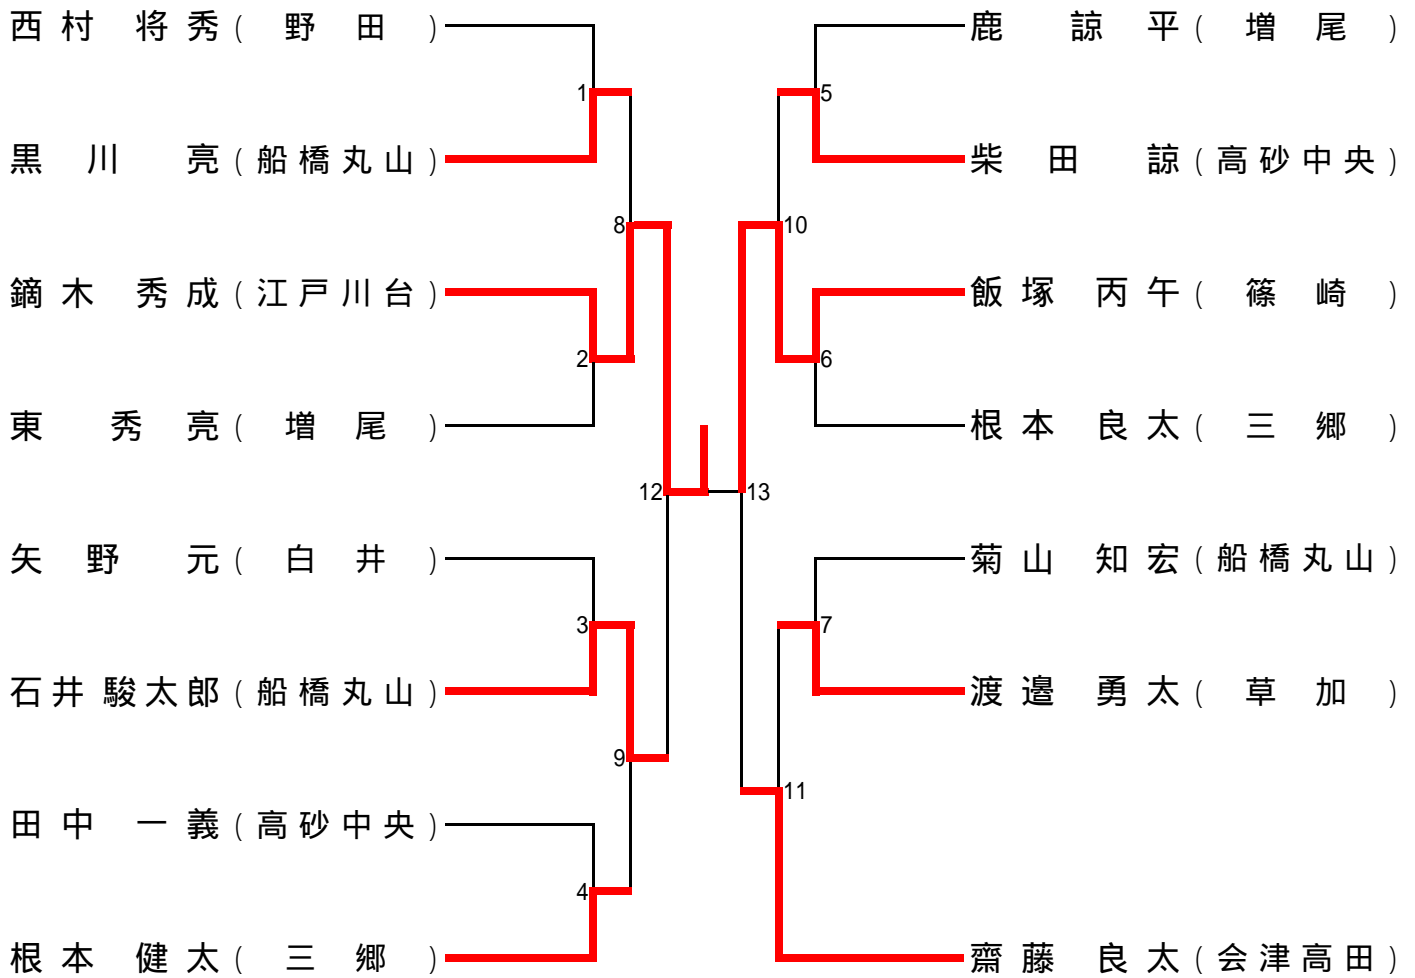 西村 将秀 ( 野田 )
1
黒川 亮 ( 船橋丸山 )
8
鏑木 秀成 ( 江戸川台 )
2
東 秀亮 ( 増尾 )
12
矢野 元 ( 白井 )
3
石井 駿太郎 ( 船橋丸山 )
9
田中 一義 ( 高砂中央 )
4
根本 健太 ( 三郷 )
鹿 諒平 ( 増尾 )
5
柴田 諒 ( 高砂中央 )
10
飯塚 丙午 ( 篠崎 )
6
根本 良太 ( 三郷 )
13
菊山 知宏 ( 船橋丸山 )
7
渡邉 勇太 ( 草加 )
11
齋藤 良太 ( 会津高田 )